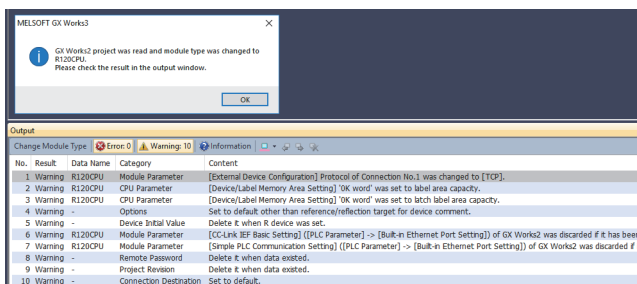 MELSOFT GX Works3
GX Works2 project was read and module type was changed to
R120CPU.
Please check the result in the output window.
OK
Output
Change Module Type Error: 0 Warning: 10 Information
No. Result Data Name Category Content
1 Warning R120CPU Module Parameter [External Device Configuration] Protocol of Connection No.1 was changed to [TCP].
2 Warning R120CPU CPU Parameter [Device/Label Memory Area Setting] '0K word' was set to label area capacity.
3 Warning R120CPU CPU Parameter [Device/Label Memory Area Setting] '0K word' was set to latch label area capacity.
4 Warning - Options Set to default other than reference/reflection target for device comment.
5 Warning - Device Initial Value Delete it when R device was set.
6 Warning R120CPU Module Parameter [CC-Link IEF Basic Setting] ([PLC Parameter] -> [Built-in Ethernet Port Setting]) of GX Works2 was discarded if it has bee
7 Warning R120CPU Module Parameter [Simple PLC Communication Setting] ([PLC Parameter] -> [Built-in Ethernet Port Setting]) of GX Works2 was discarded if
8 Warning - Remote Password Delete it when data existed.
9 Warning - Project Revision Delete it when data existed.
10 Warning - Connection Destination Set to default.